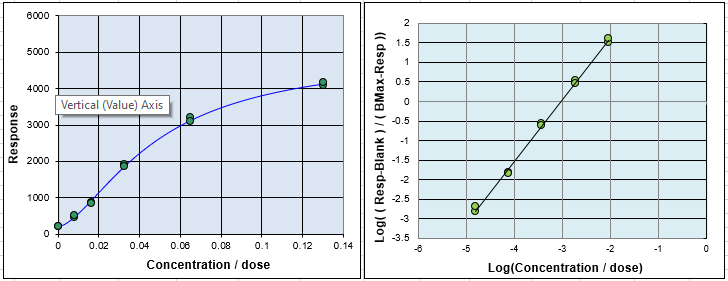 6000
5000
4000
3000
2000
1000
0
Response
Vertical (Value) Axis
0 0.02 0.04 0.06 0.08 0.1 0.12 0.14
Concentration / dose
2
1.5
1
0.5
0
-0.5
-1
-1.5
-2
-2.5
-3
-3.5
Log( ( Resp-Blank ) / ( BMax-Resp ))
-6 -5 -4 -3 -2 -1 0
Log(Concentration / dose)